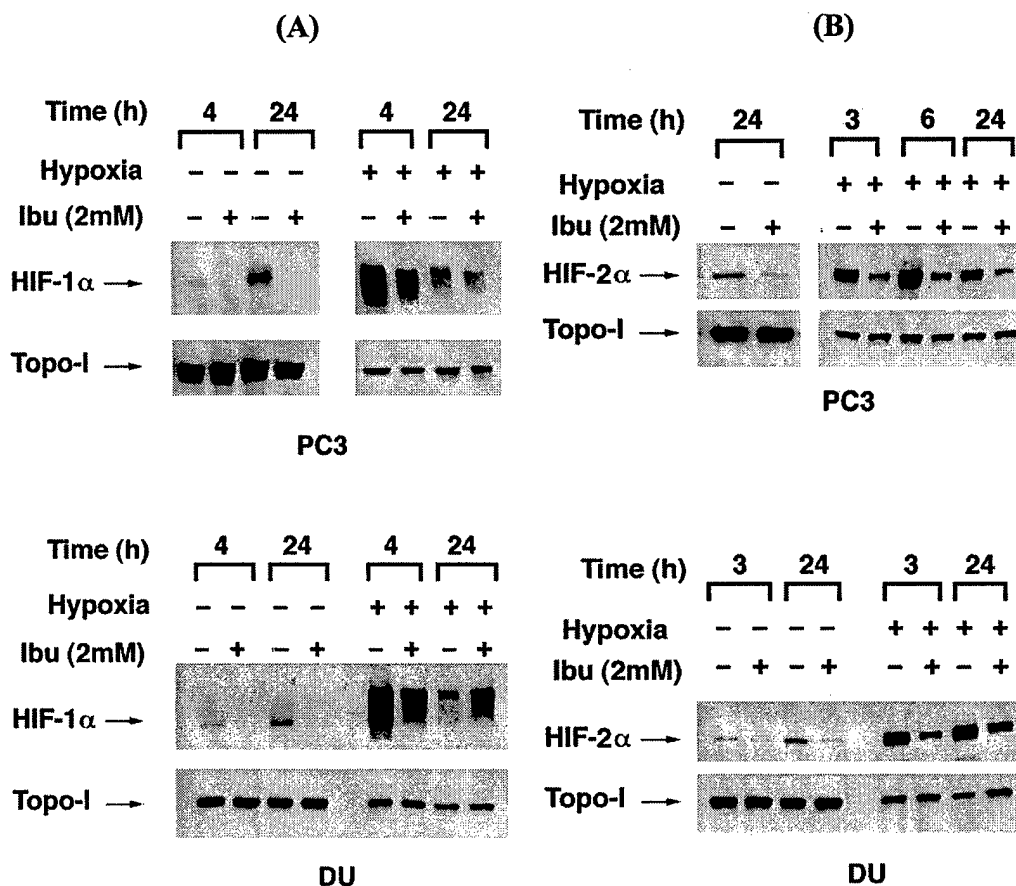 (A)
Time (h) 4 24 4 24
Hypoxia − − − − + + + +
Ibu (2mM) − + − + − + − +
HIF-1α →
Topo-I →
PC3
(B)
Time (h) 24 3 6 24
Hypoxia − − + + + + + +
Ibu (2mM) − + − + − + − +
HIF-2α →
Topo-I →
PC3
Time (h) 4 24 4 24
Hypoxia − − − − + + + +
Ibu (2mM) − + − + − + − +
HIF-1α →
Topo-I →
DU
Time (h) 3 24 3 24
Hypoxia − − − − + + + +
Ibu (2mM) − + − + − + − +
HIF-2α →
Topo-I →
DU